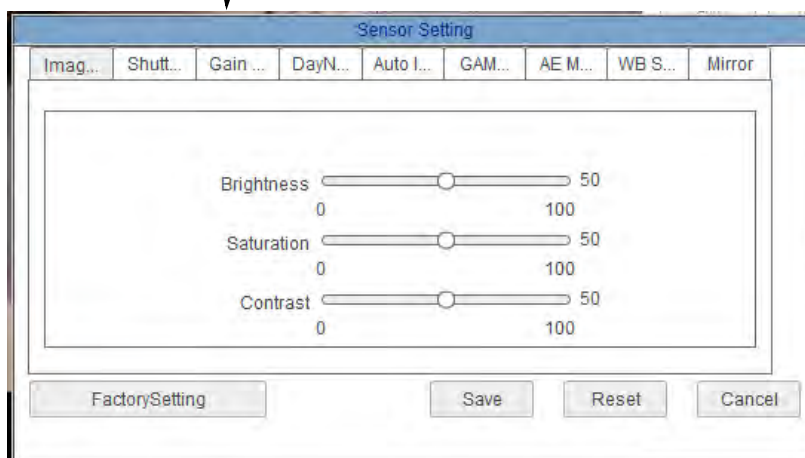 Sensor Setting
Imag... Shutt... Gain ... DayN... Auto I... GAM... AE M... WB S... Mirror
Brightness 50
0 100
Saturation 50
0 100
Contrast 50
0 100
FactorySetting Save Reset Cancel